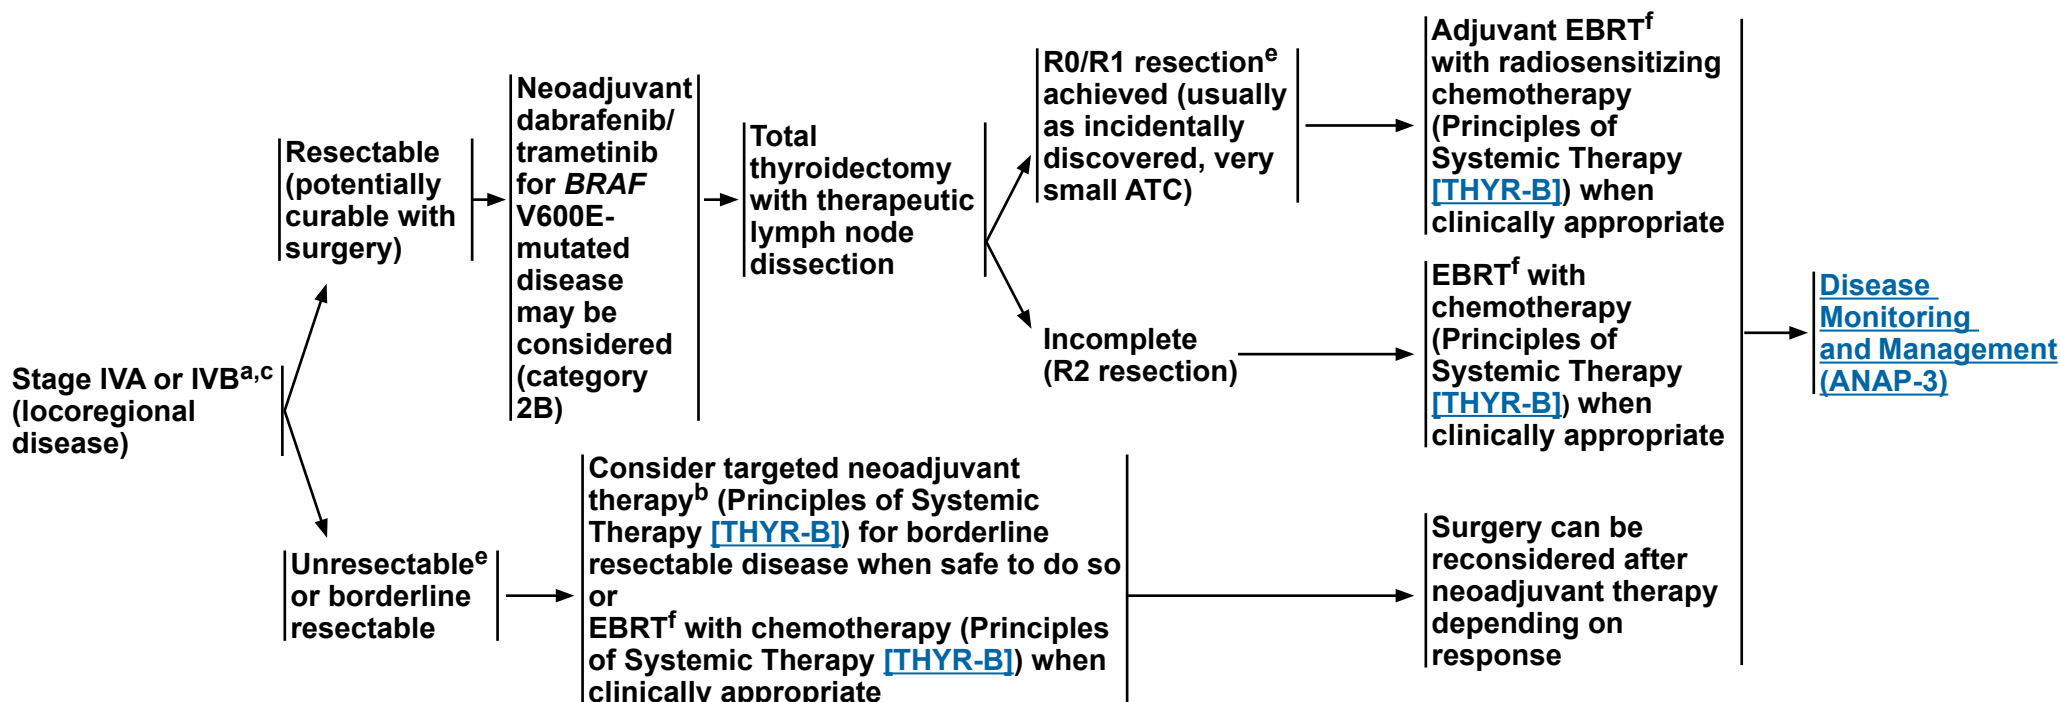 Stage IVA or IVBa,c
(locoregional
disease)
Resectable
(potentially
curable with
surgery)
Neoadjuvant
dabrafenib/
trametinib
for BRAF
V600E-
mutated
disease
may be
considered
(category
2B)
Total
thyroidectomy
with therapeutic
lymph node
dissection
R0/R1 resectione
achieved (usually
as incidentally
discovered, very
small ATC)
Adjuvant EBRTf
with radiosensitizing
chemotherapy
(Principles of
Systemic Therapy
[THYR-B]) when
clinically appropriate
Incomplete
(R2 resection)
EBRTf with
chemotherapy
(Principles of
Systemic Therapy
[THYR-B]) when
clinically appropriate
Unresectablee
or borderline
resectable
Consider targeted neoadjuvant
therapyb (Principles of Systemic
Therapy [THYR-B]) for borderline
resectable disease when safe to do so
or
EBRTf with chemotherapy (Principles
of Systemic Therapy [THYR-B]) when
clinically appropriate
Surgery can be
reconsidered after
neoadjuvant therapy
depending on
response
Disease
Monitoring
and Management
(ANAP-3)